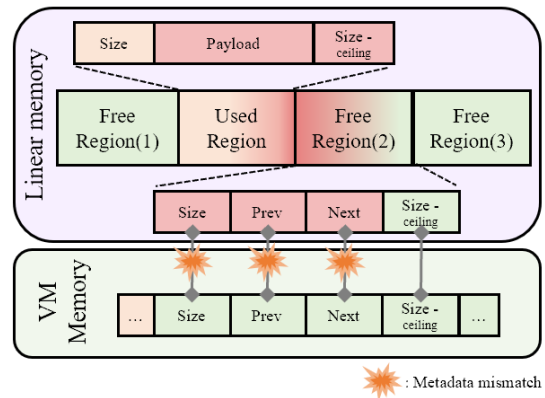 Linear memory
Size
Payload
Size -
ceiling
Free
Region(1)
Used
Region
Free
Region(2)
Free
Region(3)
Size
Prev
Next
Size -
ceiling
VM
Memory
...
Size
Prev
Next
Size -
ceiling
...
: Metadata mismatch